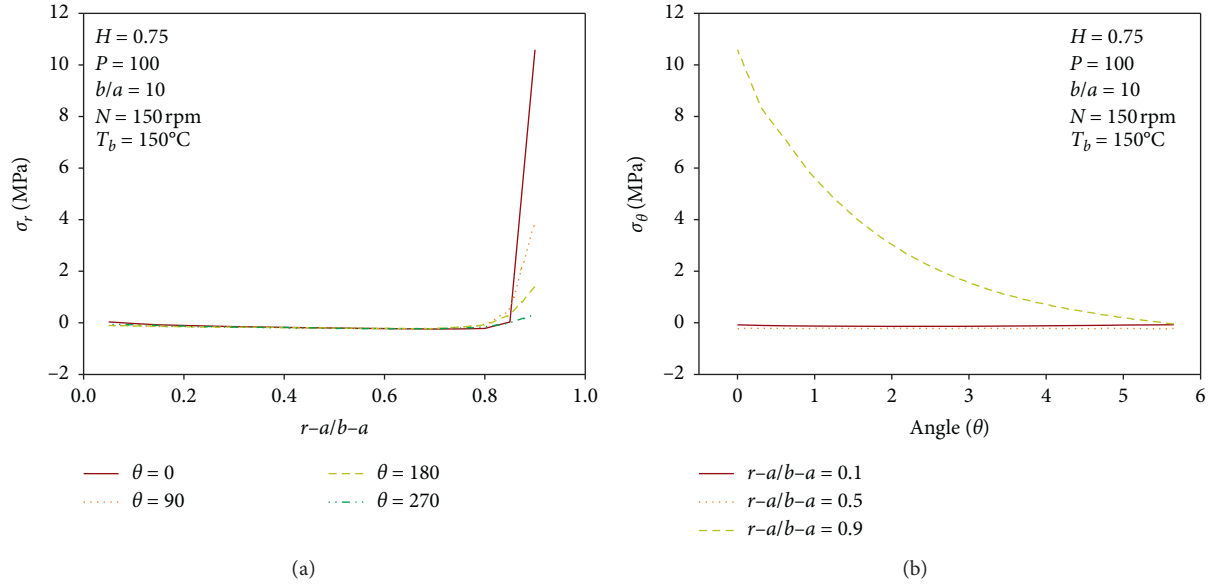 12
10
8
6
4
2
0
−2
σr (MPa)
H = 0.75
P = 100
b/a = 10
N = 150 rpm
Tb = 150°C
0.0 0.2 0.4 0.6 0.8 1.0
r–a/b–a
θ = 0
θ = 90
θ = 180
θ = 270
(a)
12
10
8
6
4
2
0
−2
σθ (MPa)
H = 0.75
P = 100
b/a = 10
N = 150 rpm
Tb = 150°C
0 1 2 3 4 5 6
Angle (θ)
r–a/b–a = 0.1
r–a/b–a = 0.5
r–a/b–a = 0.9
(b)